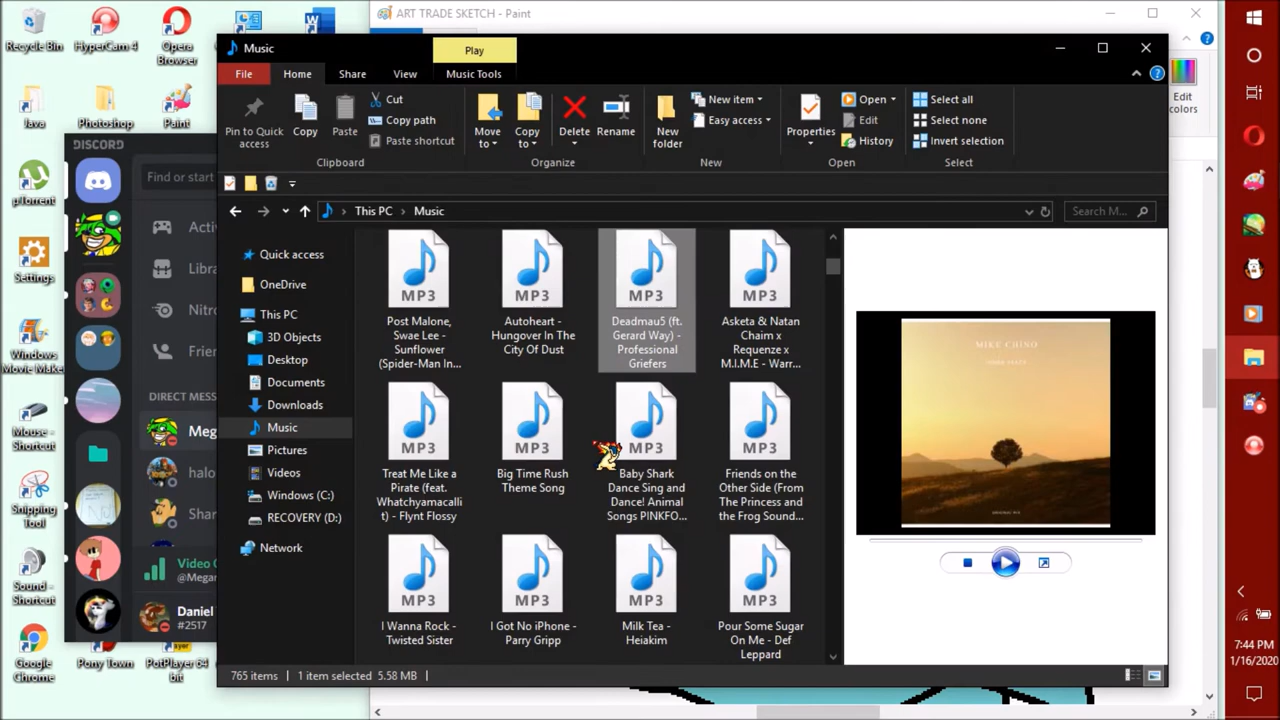 ART TRADE SKETCH - Paint
Recycle Bin
HyperCam 4
Opera
Browser
Java
Photoshop
Paint
µTorrent
Settings
Windows
Movie Maker
Mouse -
Shortcut
Snipping
Tool
Sound -
Shortcut
Google
Chrome
Pony Town
PotPlayer 64
bit
DISCORD
Find or start
Activ
Libra
Nitro
Frien
DIRECT MESS
Meg
halo
Shar
Video C
@Megan
Daniel
#2517
Music
Play
File
Home
Share
View
Music Tools
Pin to Quick
access
Copy
Paste
Cut
Copy path
Paste shortcut
Clipboard
Move
to
Copy
to
Delete
Rename
Organize
New
folder
New item
Easy access
New
Properties
Open
Edit
History
Open
Select all
Select none
Invert selection
Select
This PC
Music
Search M...
Quick access
OneDrive
This PC
3D Objects
Desktop
Documents
Downloads
Music
Pictures
Videos
Windows (C:)
RECOVERY (D:)
Network
MP3
Post Malone,
Swae Lee -
Sunflower
(Spider-Man In...
MP3
Autoheart -
Hungover In The
City Of Dust
MP3
Deadmau5 (ft.
Gerard Way) -
Professional
Griefers
MP3
Asketa & Natan
Chaim x
Requenze x
M.I.M.E - Warr...
MP3
Treat Me Like a
Pirate (feat.
Whatchyamacalli
t) - Flynt Flossy
MP3
Big Time Rush
Theme Song
MP3
Baby Shark
Dance Sing and
Dance! Animal
Songs PINKFO...
MP3
Friends on the
Other Side (From
The Princess and
the Frog Sound...
MP3
I Wanna Rock -
Twisted Sister
MP3
I Got No iPhone -
Parry Gripp
MP3
Milk Tea -
Heiakim
MP3
Pour Some Sugar
On Me - Def
Leppard
MIKE CHINO
765 items
1 item selected 5.58 MB
Edit
colors
7:44 PM
1/16/2020